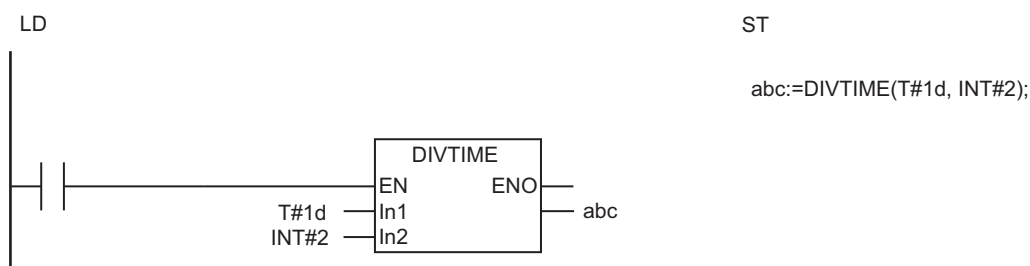 LD
ST
abc:=DIVTIME(T#1d, INT#2);
DIVTIME
EN ENO
T#1d In1 abc
INT#2 In2